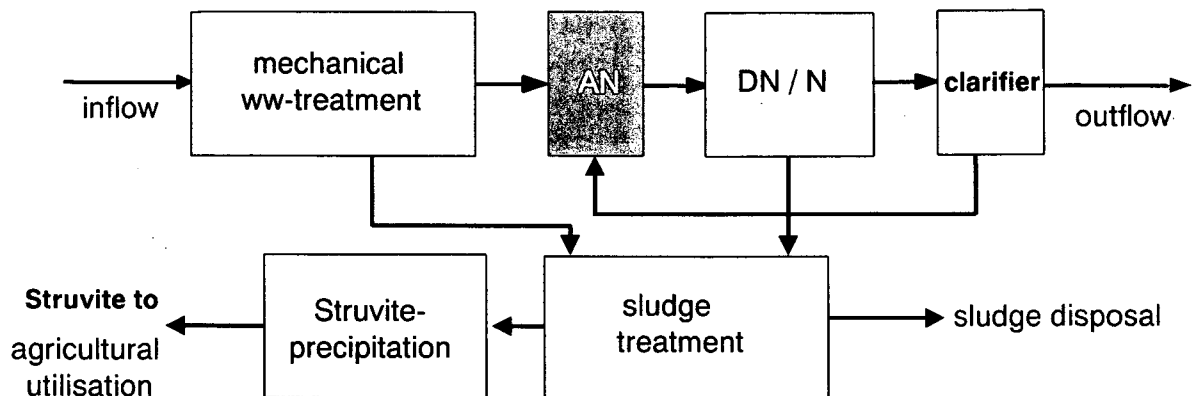 mechanical
ww-treatment
AN
DN / N
clarifier
inflow
outflow
Struvite to
agricultural
utilisation
Struvite-
precipitation
sludge
treatment
sludge disposal